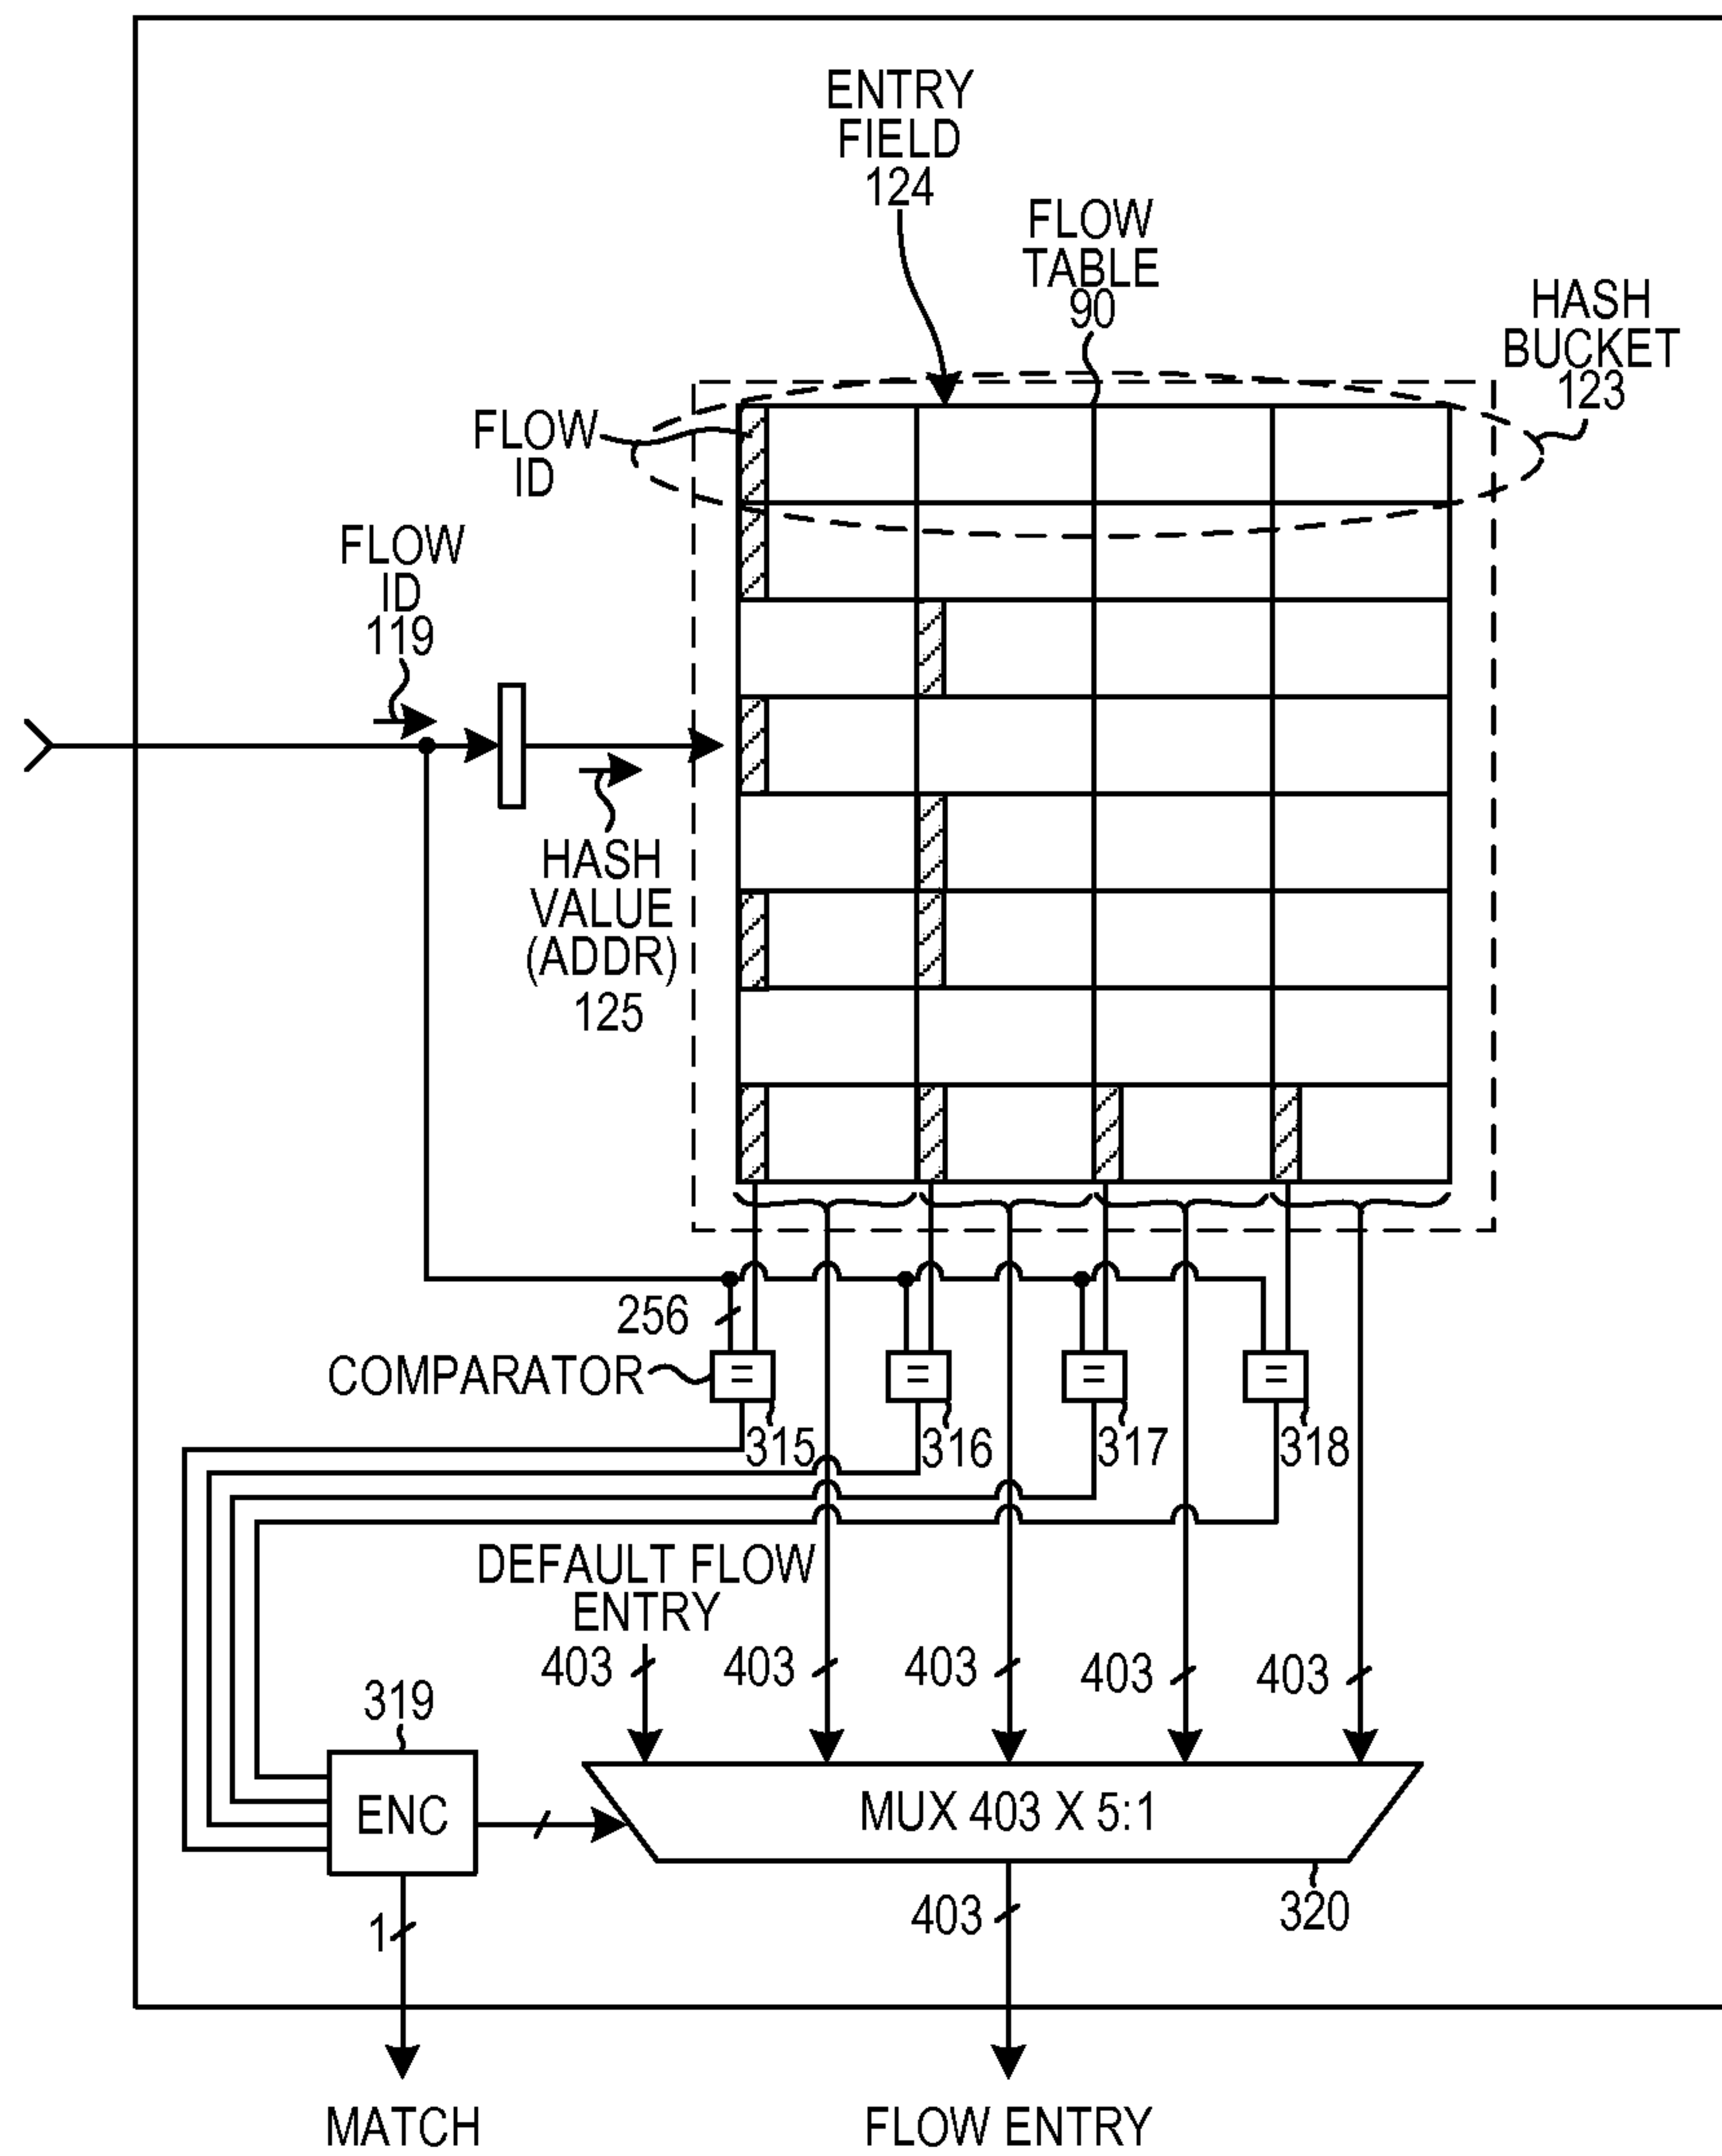 ENTRY
FIELD
124
FLOW
TABLE
90
HASH
BUCKET
123
FLOW
ID
FLOW
ID
119
HASH
VALUE
(ADDR)
125
256
COMPARATOR
=
=
=
=
315
316
317
318
DEFAULT FLOW
ENTRY
403
403
403
403
403
319
ENC
MUX 403 X 5:1
320
1
403
MATCH
FLOW ENTRY